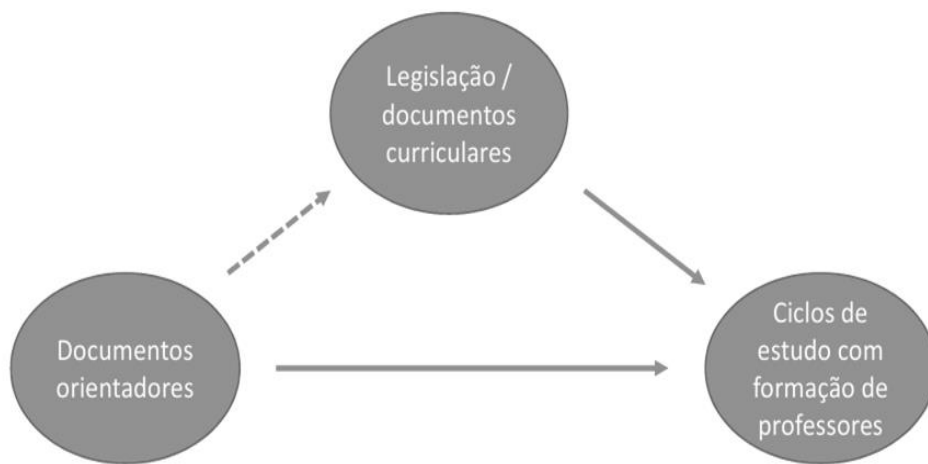 Legislação /
documentos
curriculares
Documentos
orientadores
Ciclos de
estudo com
formação de
professores